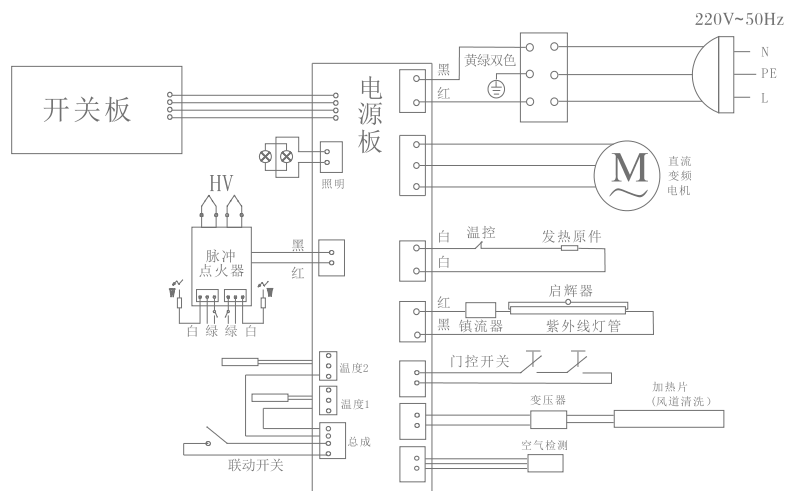 220V~50Hz
开关板
电源板
黑
红
黄绿双色
N
PE
L
照明
M
直流
变频
电机
HV
脉冲
点火器
黑
红
白
绿
绿
白
白
温控
发热原件
白
红
镇流器
启辉器
紫外线灯管
黑
温度2
温度1
总成
联动开关
门控开关
变压器
加热片
(风道清洗)
空气检测